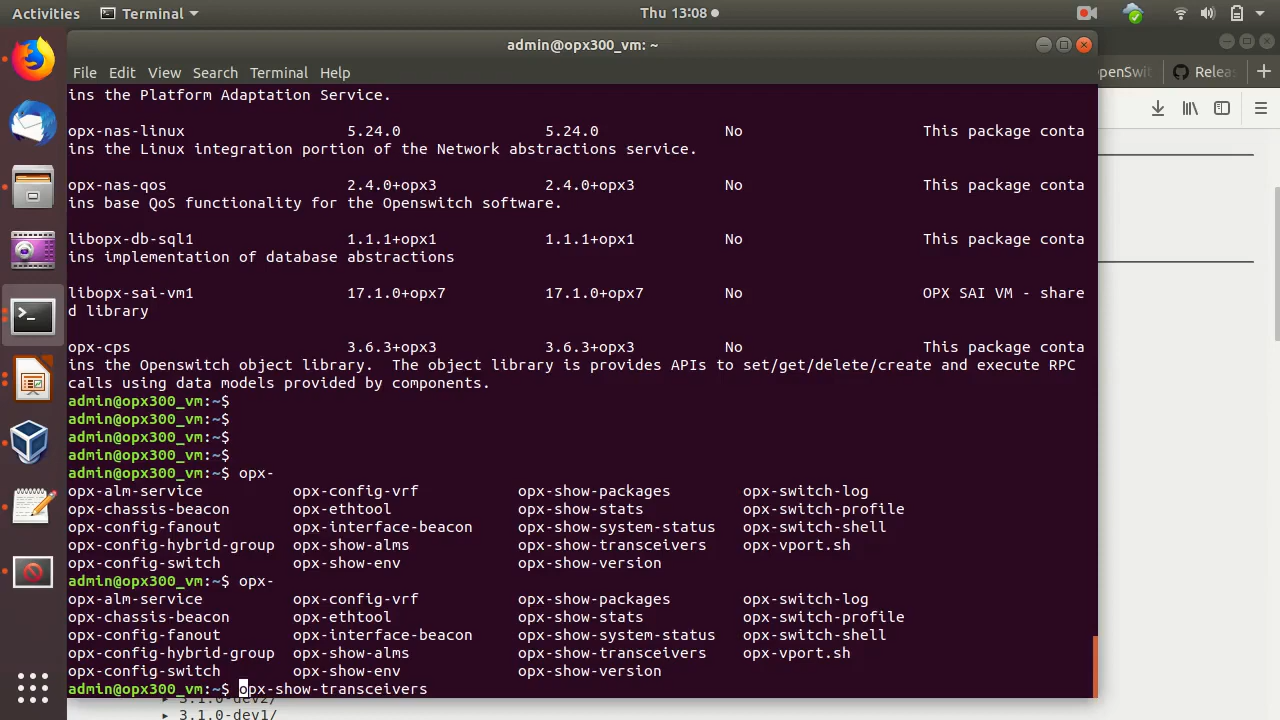 Activities Terminal Thu 13:08
admin@opx300_vm: ~
File Edit View Search Terminal Help
Relea
ins the Platform Adaptation Service.
opx-nas-linux 5.24.0 5.24.0 No This package conta
ins the Linux integration portion of the Network abstractions service.
opx-nas-qos 2.4.0+opx3 2.4.0+opx3 No This package conta
ins base QoS functionality for the Openswitch software.
libopx-db-sql1 1.1.1+opx1 1.1.1+opx1 No This package conta
ins implementation of database abstractions
libopx-sai-vm1 17.1.0+opx7 17.1.0+opx7 No OPX SAI VM - share
d library
opx-cps 3.6.3+opx3 3.6.3+opx3 No This package conta
ins the Openswitch object library.  The object library is provides APIs to set/get/delete/create and execute RPC
calls using data models provided by components.
admin@opx300_vm:~$
admin@opx300_vm:~$
admin@opx300_vm:~$
admin@opx300_vm:~$
admin@opx300_vm:~$ opx-
opx-alm-service opx-config-vrf opx-show-packages opx-switch-log
opx-chassis-beacon opx-ethtool opx-show-stats opx-switch-profile
opx-config-fanout opx-interface-beacon opx-show-system-status opx-switch-shell
opx-config-hybrid-group opx-show-alms opx-show-transceivers opx-vport.sh
opx-config-switch opx-show-env opx-show-version
admin@opx300_vm:~$ opx-
opx-alm-service opx-config-vrf opx-show-packages opx-switch-log
opx-chassis-beacon opx-ethtool opx-show-stats opx-switch-profile
opx-config-fanout opx-interface-beacon opx-show-system-status opx-switch-shell
opx-config-hybrid-group opx-show-alms opx-show-transceivers opx-vport.sh
opx-config-switch opx-show-env opx-show-version
admin@opx300_vm:~$ opx-show-transceivers
3.1.0-dev2/
3.1.0-dev1/